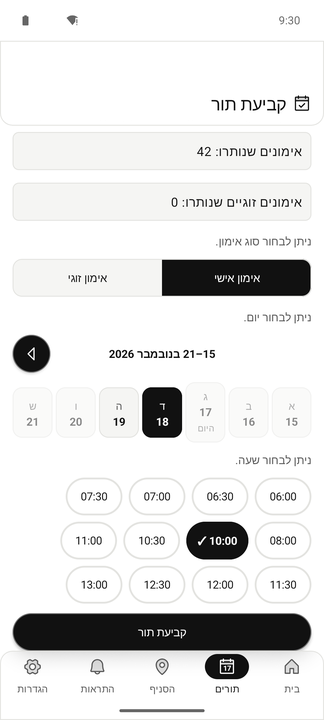 9:30
קביעת תור
אימונים שנותרו: 42
אימונים זוגיים שנותרו: 0
ניתן לבחור סוג אימון.
אימון אישי
אימון זוגי
ניתן לבחור יום.
15–21 בנובמבר 2026
א ב ג ד ה ו ש
15 16 17 18 19 20 21
היום
ניתן לבחור שעה.
06:00 06:30 07:00 07:30
08:00 10:00 ✓ 10:30 11:00
11:30 12:00 12:30 13:00
קביעת תור
17
בית תורים הסניף התראות הגדרות